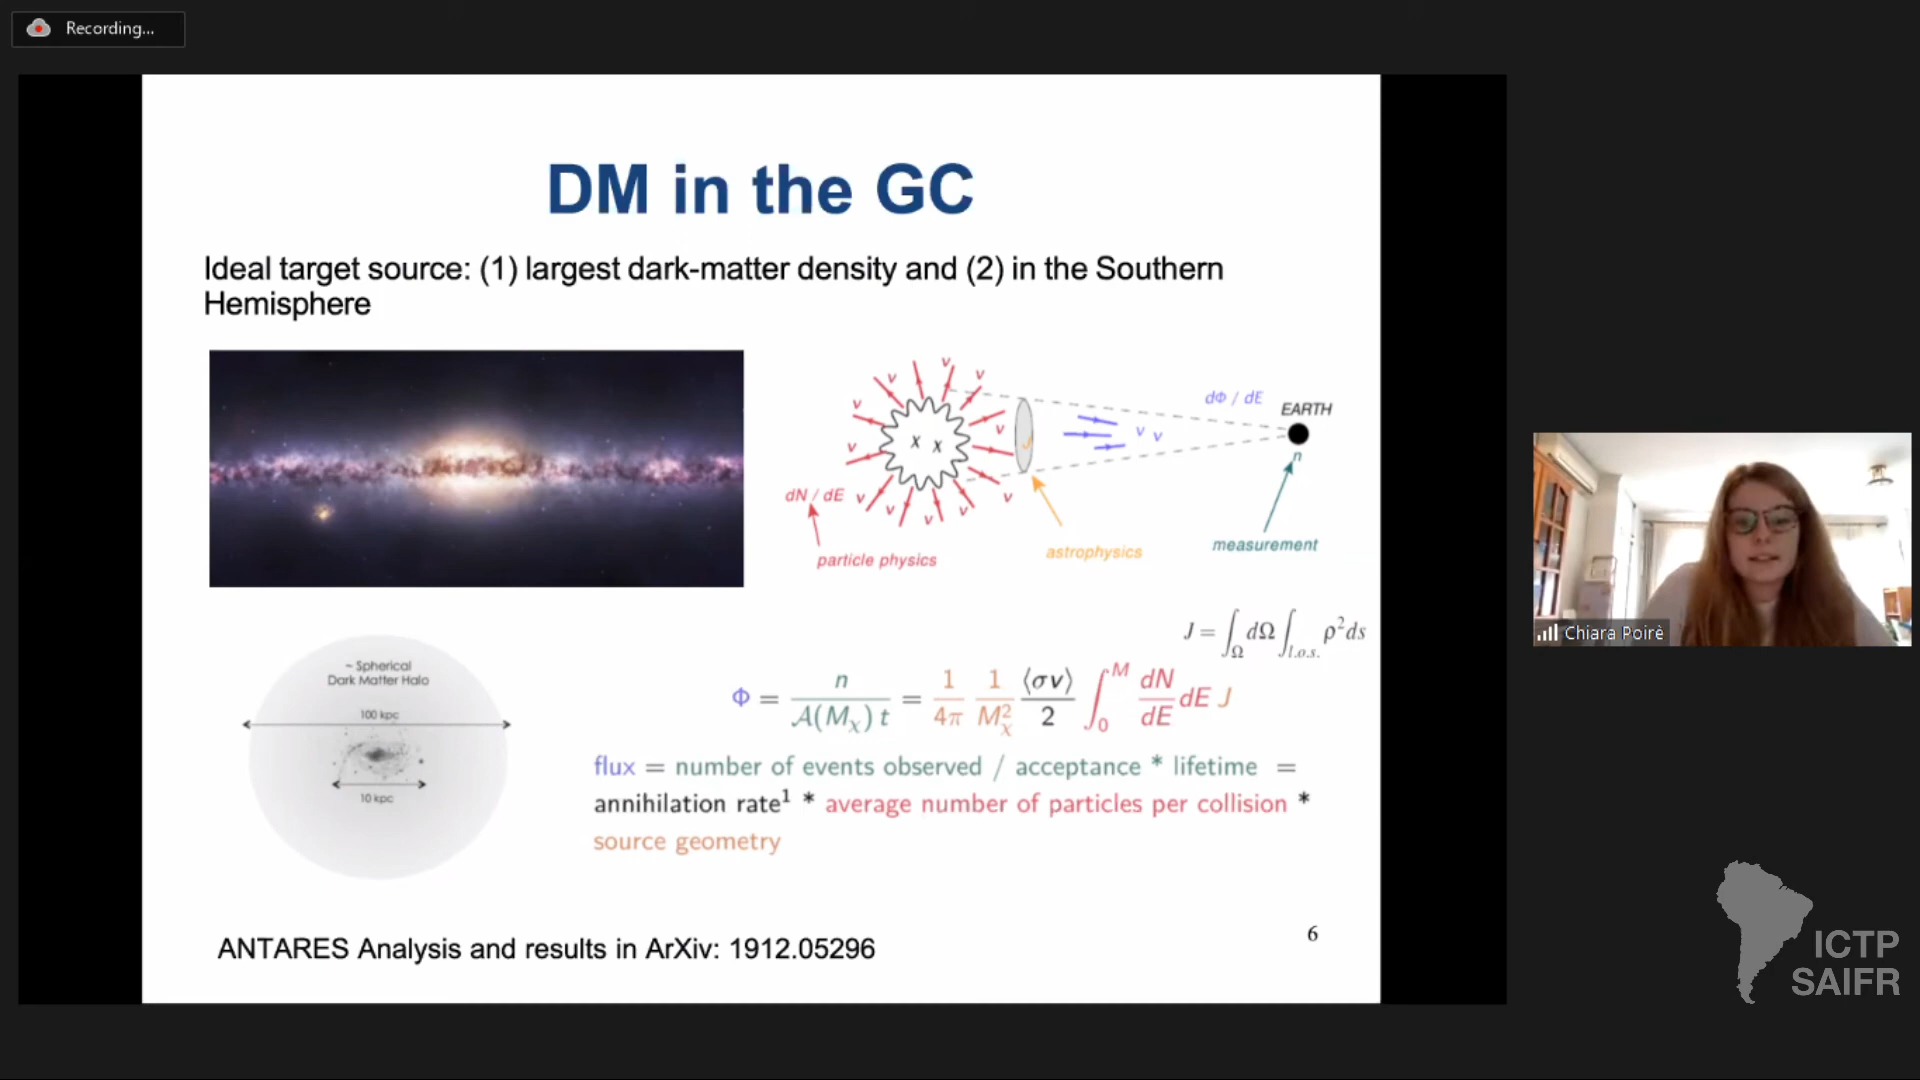 Recording...
DM in the GC
Ideal target source: (1) largest dark-matter density and (2) in the Southern
Hemisphere
ν ν ν ν ν ν ν ν ν ν ν ν
x x
dN / dE
particle physics
astrophysics
dΦ / dE
ν ν
EARTH
n
measurement
J
~ Spherical
Dark Matter Halo
100 kpc
10 kpc
J = ∫_Ω dΩ ∫_{l.o.s.} ρ² ds
Φ = n / 𝒜(M_χ) t = 1/4π 1/M_χ² ⟨σv⟩/2 ∫_0^M dN/dE dE J
flux = number of events observed / acceptance * lifetime =
annihilation rate¹ * average number of particles per collision *
source geometry
ANTARES Analysis and results in ArXiv: 1912.05296
6
Chiara Poirè
ICTP
SAIFR